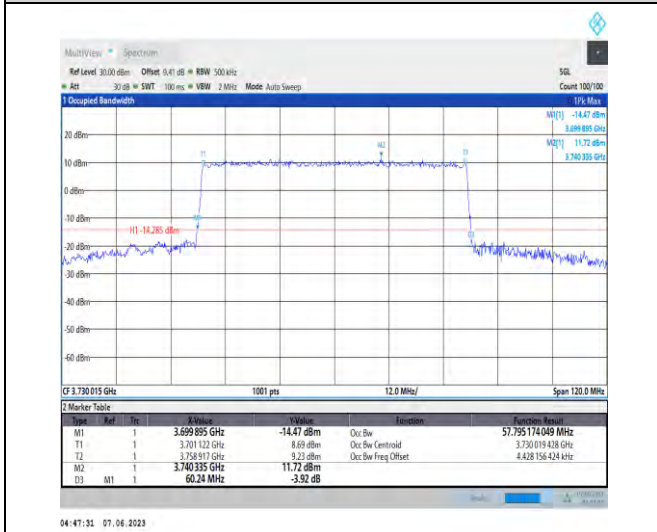 MultiView Spectrum
Ref Level 30.00 dBm Offset 9.41 dB RBW 500 kHz SGL
Att 30 dB SWT 100 ms VBW 2 MHz Mode Auto Sweep Count 100/100
1 Occupied Bandwidth 1Pk Max
M1[1] -14.47 dBm
3.699 895 GHz
M2[1] 11.72 dBm
3.740 335 GHz
20 dBm
M2
T1
10 dBm
0 dBm
-10 dBm
H1 -14.285 dBm
-20 dBm
-30 dBm
-40 dBm
-50 dBm
-60 dBm
CF 3.730 015 GHz 1001 pts 12.0 MHz/ Span 120.0 MHz
2 Marker Table
Type Ref Trc X-Value Y-Value Function Function Result
M1 1 3.699 895 GHz -14.47 dBm Occ Bw 57.795 174 049 MHz
T1 1 3.701 122 GHz 8.69 dBm Occ Bw Centroid 3.730 019 428 GHz
T2 1 3.758 917 GHz 9.23 dBm Occ Bw Freq Offset 4.428 156 424 kHz
M2 1 3.740 335 GHz 11.72 dBm
D3 M1 1 60.24 MHz -3.92 dB
04:47:31 07.06.2023